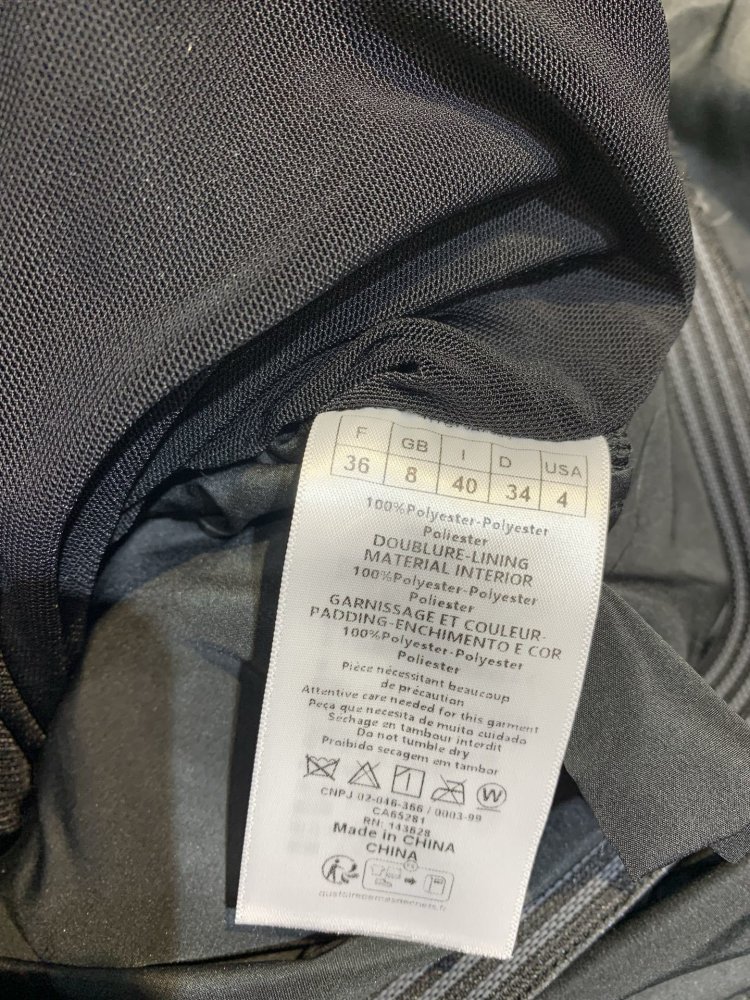 F GB I D USA
36 8 40 34 4
100%Polyester-Polyester
Poliester
DOUBLURE-LINING
MATERIAL INTERIOR
100%Polyester-Polyester
Poliester
GARNISSAGE ET COULEUR-
PADDING-ENCHIMENTO E COR
100%Polyester-Polyester
Poliester
Pièce nécessitant beaucoup
de précaution
Attentive care needed for this garment
Peça que necesita de muito cuidado
Sechage en tambour interdit
Do not tumble dry
Proibido secagem em tambor
W
CNPJ 02-046-366 / 0003-99
CA65281
RN: 143628
Made in CHINA
CHINA
FR